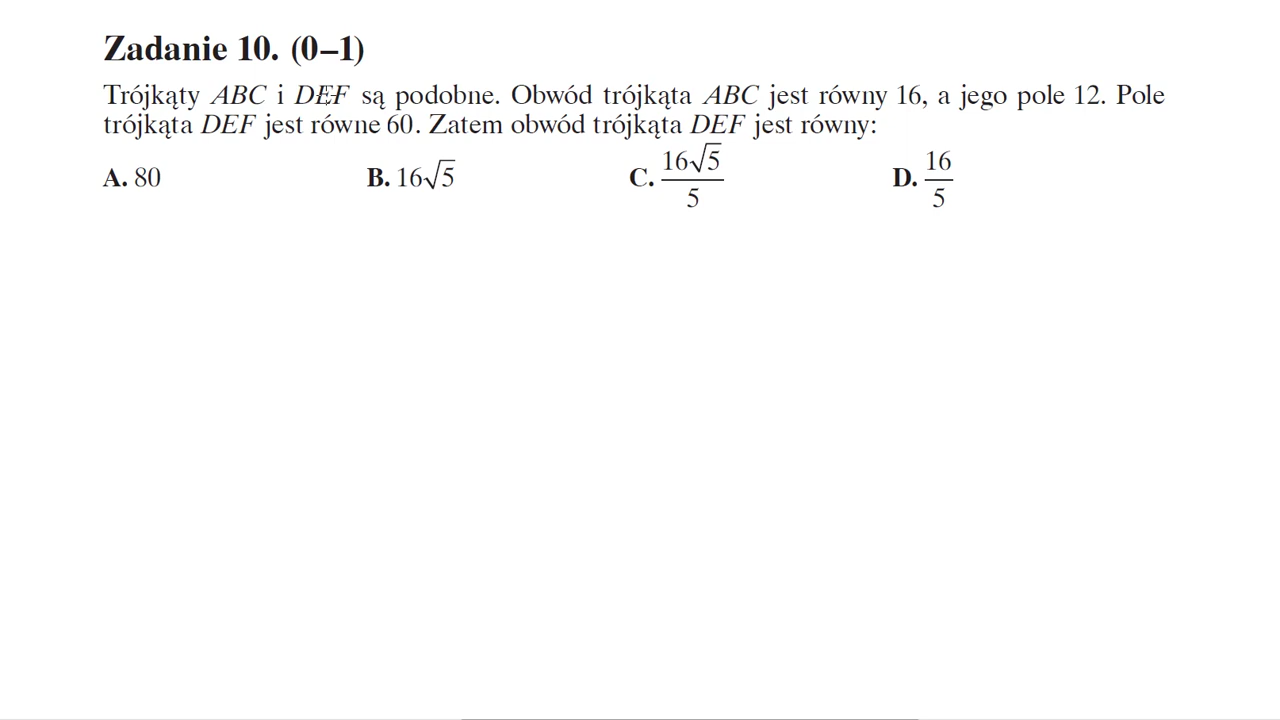 Zadanie 10. (0–1)
Trójkąty ABC i DEF są podobne. Obwód trójkąta ABC jest równy 16, a jego pole 12. Pole
trójkąta DEF jest równe 60. Zatem obwód trójkąta DEF jest równy:
A. 80 B. 16√5 C. 16√5/5 D. 16/5